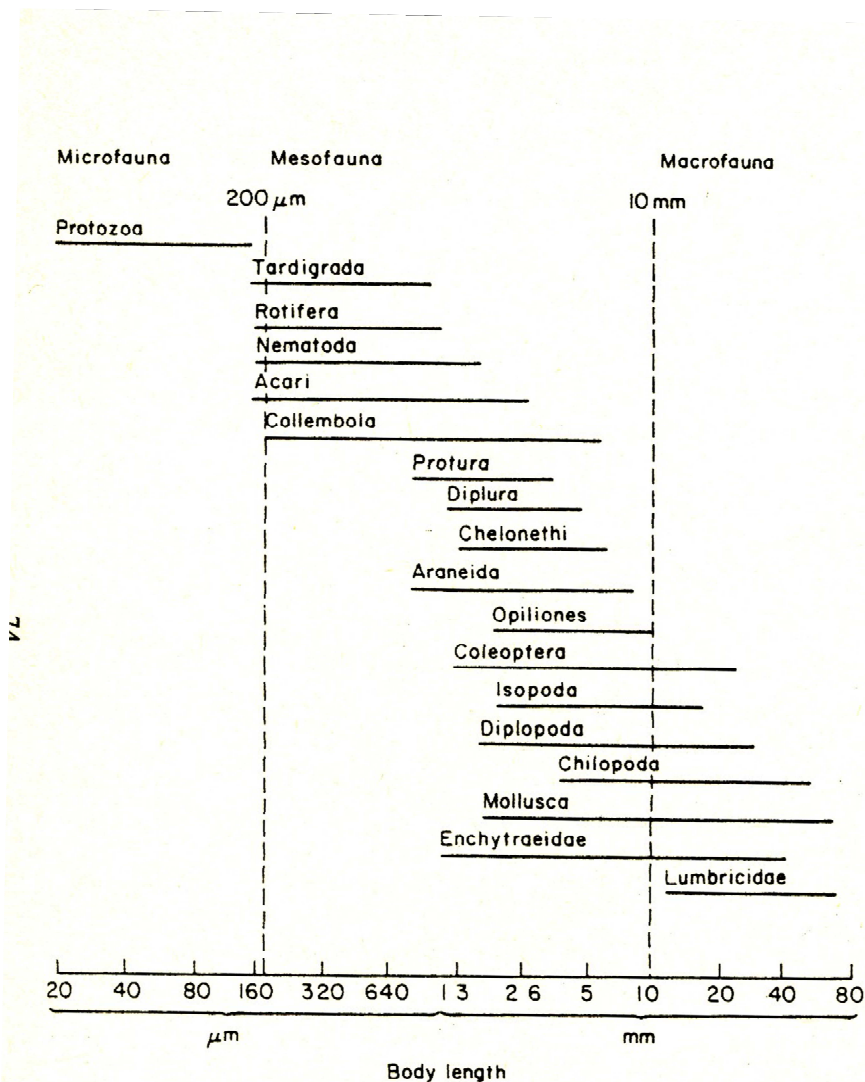 Microfauna Mesofauna Macrofauna
200 μm 10 mm
Protozoa
Tardigrada
Rotifera
Nematoda
Acari
Collembola
Protura
Diplura
Chelonethi
Araneida
Opiliones
Coleoptera
Isopoda
Diplopoda
Chilopoda
Mollusca
Enchytraeidae
Lumbricidae
20 40 80 160 320 640 1 3 2 6 5 10 20 40 80
μm mm
Body length